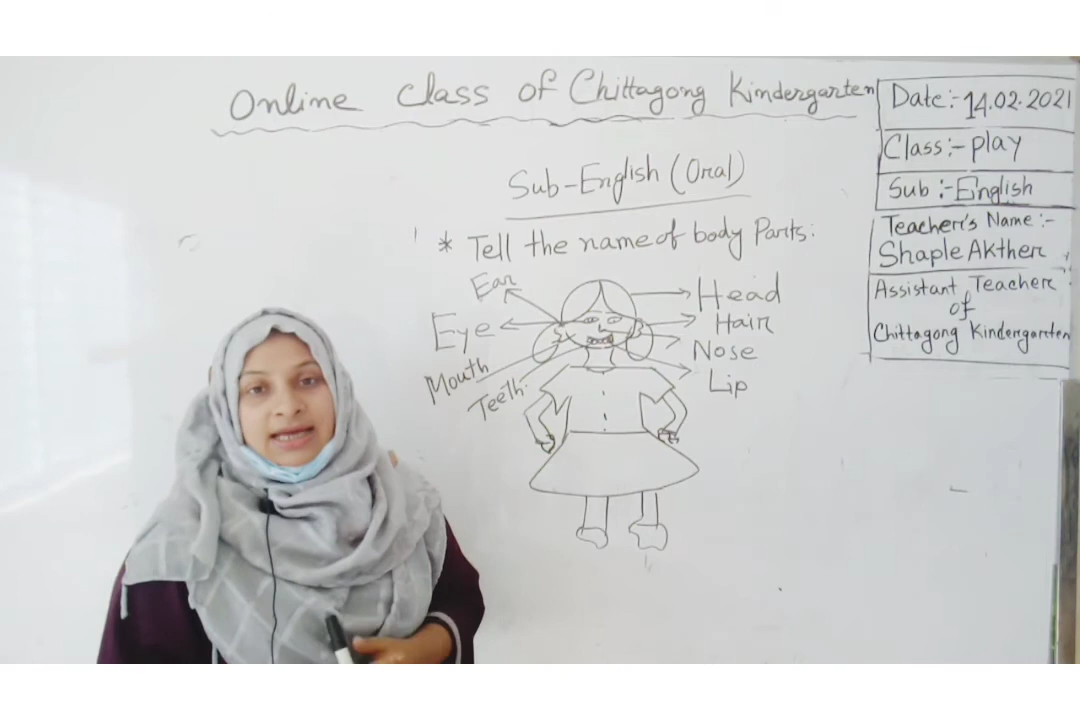 Online Class of Chittagong Kindergarten
Date:- 14.02.2021
Class:- play
Sub:- English
Teacher's Name:-
Shaple Akther
Assistant Teacher
of
Chittagong Kindergarten
Sub-English (Oral)
* Tell the name of body Parts:
Ear
Eye
Mouth
Teeth.
Head
Hair
Nose
Lip